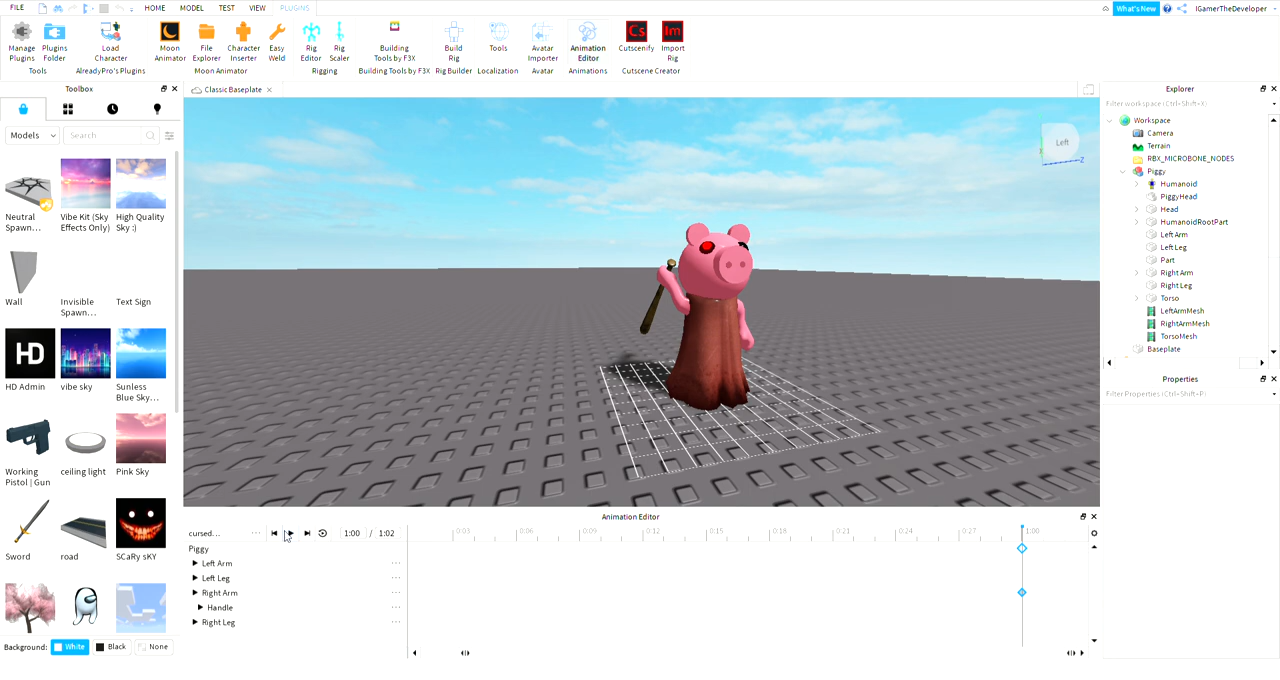 FILE HOME MODEL TEST VIEW PLUGINS What's New IGamerTheDeveloper
Manage Plugins Load Moon File Character Easy Rig Rig Building Build Tools Avatar Animation Cutscenify Import
Plugins Folder Character Animator Explorer Inserter Weld Editor Scaler Tools by F3X Rig Importer Editor Rig
Tools AlreadyPro's Plugins Moon Animator Rigging Building Tools by F3X Rig Builder Localization Avatar Animations Cutscene Creator
Cs
Im
Toolbox
Models Search
Neutral Vibe Kit (Sky High Quality
Spawn... Effects Only) Sky :)
Wall Invisible Text Sign
Spawn...
HD
HD Admin vibe sky Sunless
Blue Sky...
Working ceiling light Pink Sky
Pistol | Gun
Sword road SCaRy sKY
Background: White Black None
Classic Baseplate
Left
Z
Animation Editor
cursed... 1:00 / 1:02 0:03 0:06 0:09 0:12 0:15 0:18 0:21 0:24 0:27 1:00
Piggy
Left Arm
Left Leg
Right Arm
Handle
Right Leg
Explorer
Filter workspace (Ctrl+Shift+X)
Workspace
Camera
Terrain
RBX_MICROBONE_NODES
Piggy
Humanoid
PiggyHead
Head
HumanoidRootPart
Left Arm
Left Leg
Part
Right Arm
Right Leg
Torso
LeftArmMesh
RightArmMesh
TorsoMesh
Baseplate
Properties
Filter Properties (Ctrl+Shift+P)